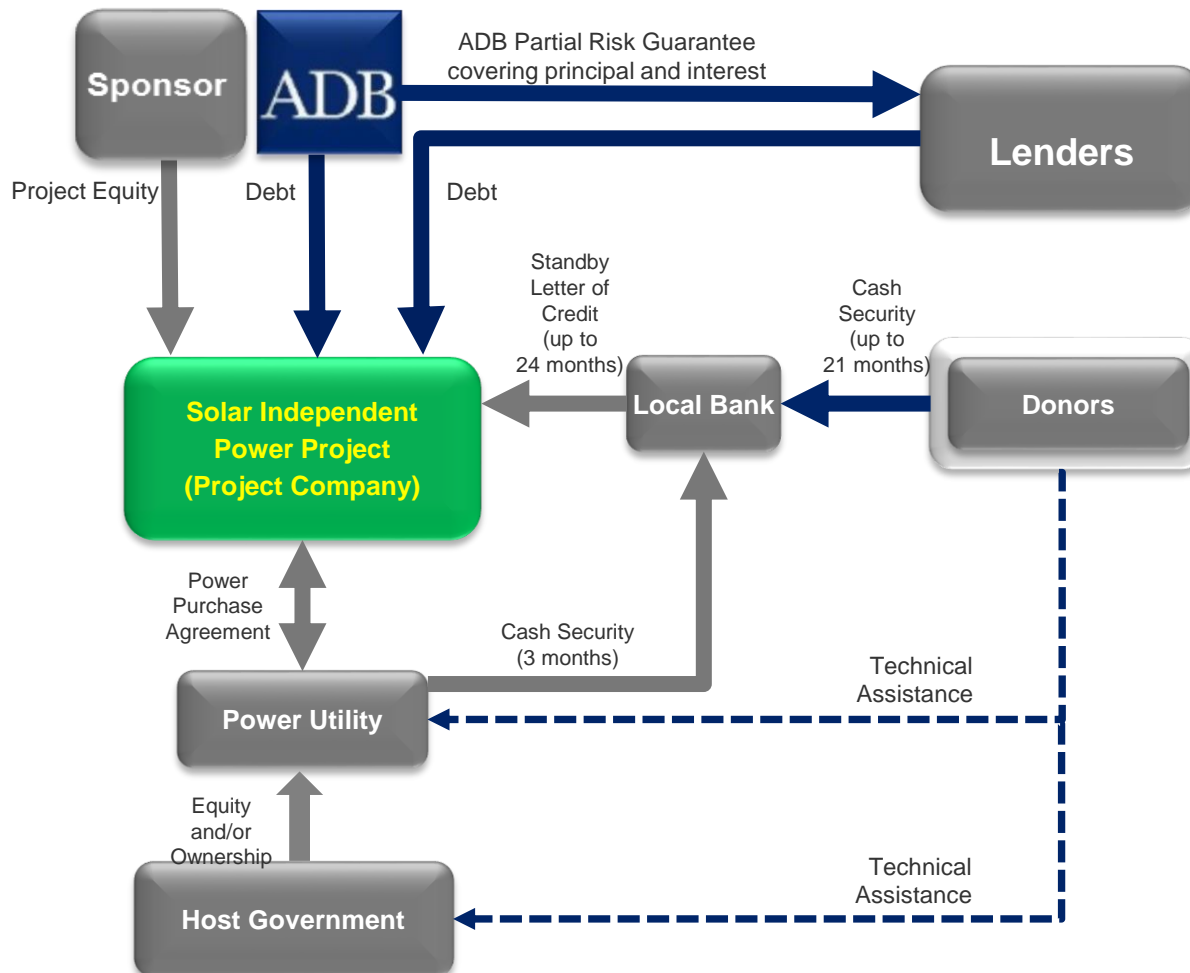 Sponsor
ADB
ADB Partial Risk Guarantee
covering principal and interest
Lenders
Project Equity
Debt
Debt
Standby
Letter of
Credit
(up to
24 months)
Cash
Security
(up to
21 months)
Solar Independent
Power Project
(Project Company)
Local Bank
Donors
Power
Purchase
Agreement
Cash Security
(3 months)
Technical
Assistance
Power Utility
Equity
and/or
Ownership
Technical
Assistance
Host Government